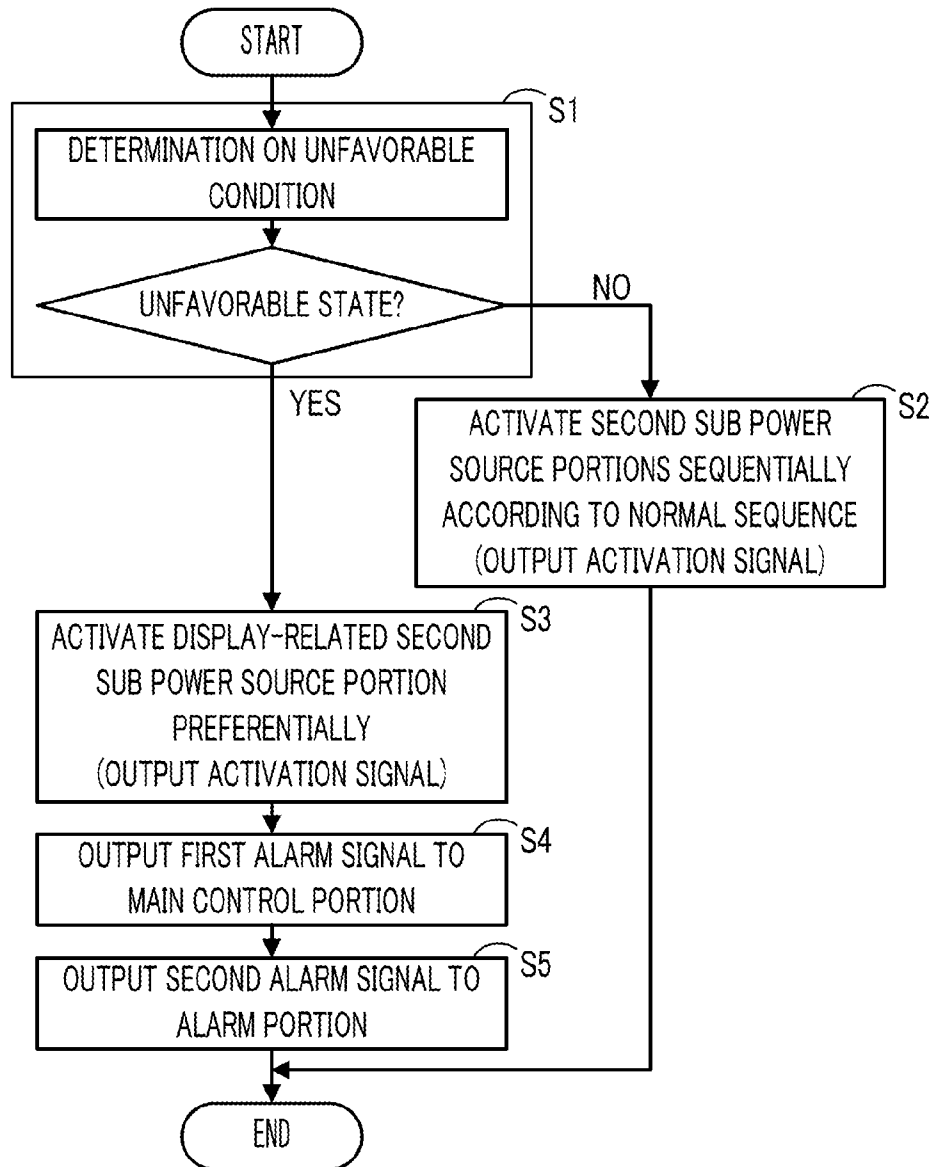 START
S1
DETERMINATION ON UNFAVORABLE
CONDITION
UNFAVORABLE STATE?
NO
YES
S2
ACTIVATE SECOND SUB POWER
SOURCE PORTIONS SEQUENTIALLY
ACCORDING TO NORMAL SEQUENCE
(OUTPUT ACTIVATION SIGNAL)
S3
ACTIVATE DISPLAY-RELATED SECOND
SUB POWER SOURCE PORTION
PREFERENTIALLY
(OUTPUT ACTIVATION SIGNAL)
S4
OUTPUT FIRST ALARM SIGNAL TO
MAIN CONTROL PORTION
S5
OUTPUT SECOND ALARM SIGNAL TO
ALARM PORTION
END